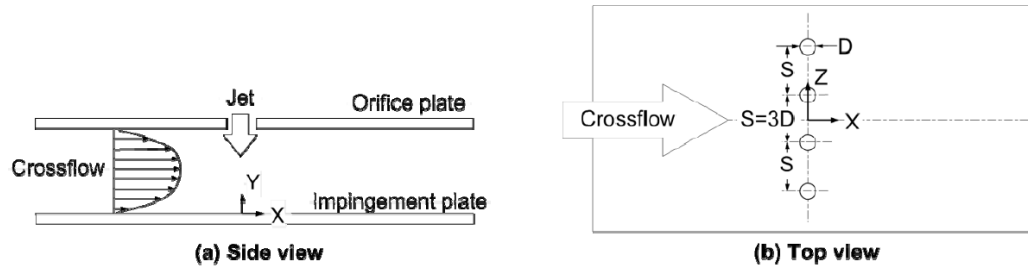 Jet
Orifice plate
Crossflow
Y
X
Impingement plate
(a) Side view
D
S
Z
Crossflow
S=3D
X
S
(b) Top view